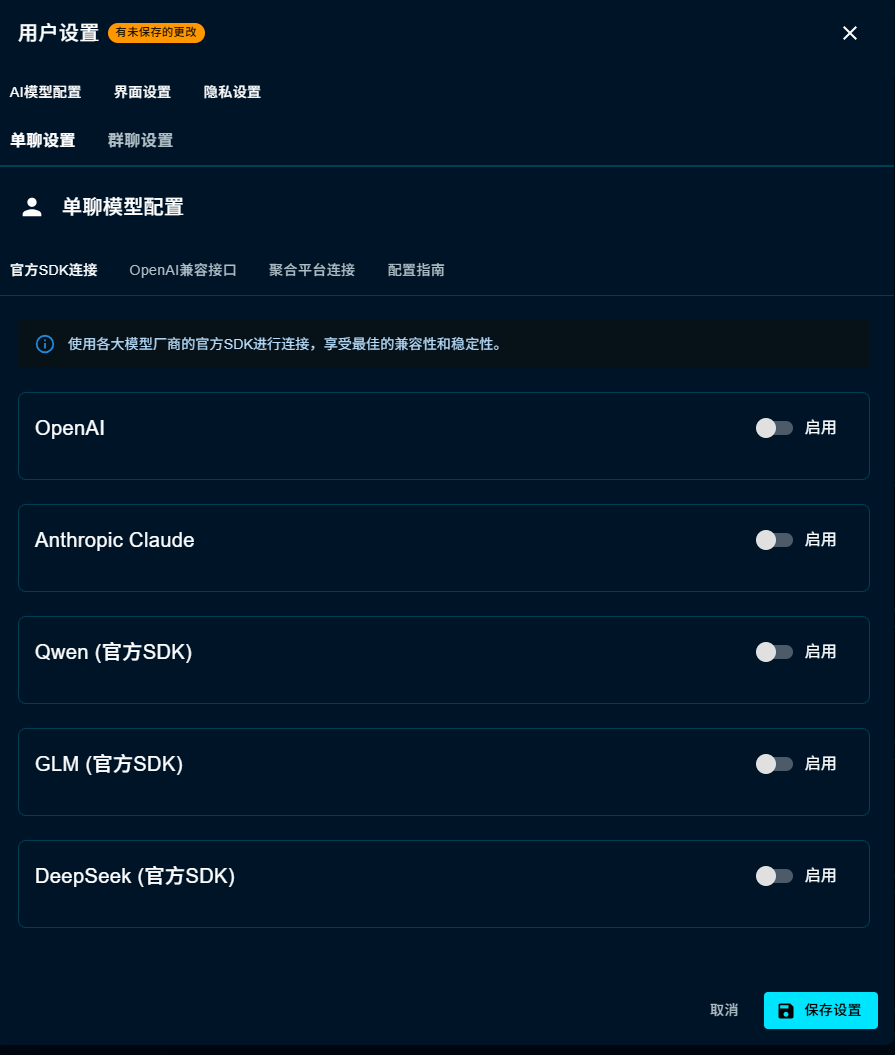 用户设置 有未保存的更改
AI模型配置 界面设置 隐私设置
单聊设置 群聊设置
单聊模型配置
官方SDK连接 OpenAI兼容接口 聚合平台连接 配置指南
使用各大模型厂商的官方SDK进行连接，享受最佳的兼容性和稳定性。
OpenAI 启用
Anthropic Claude 启用
Qwen (官方SDK) 启用
GLM (官方SDK) 启用
DeepSeek (官方SDK) 启用
取消 保存设置